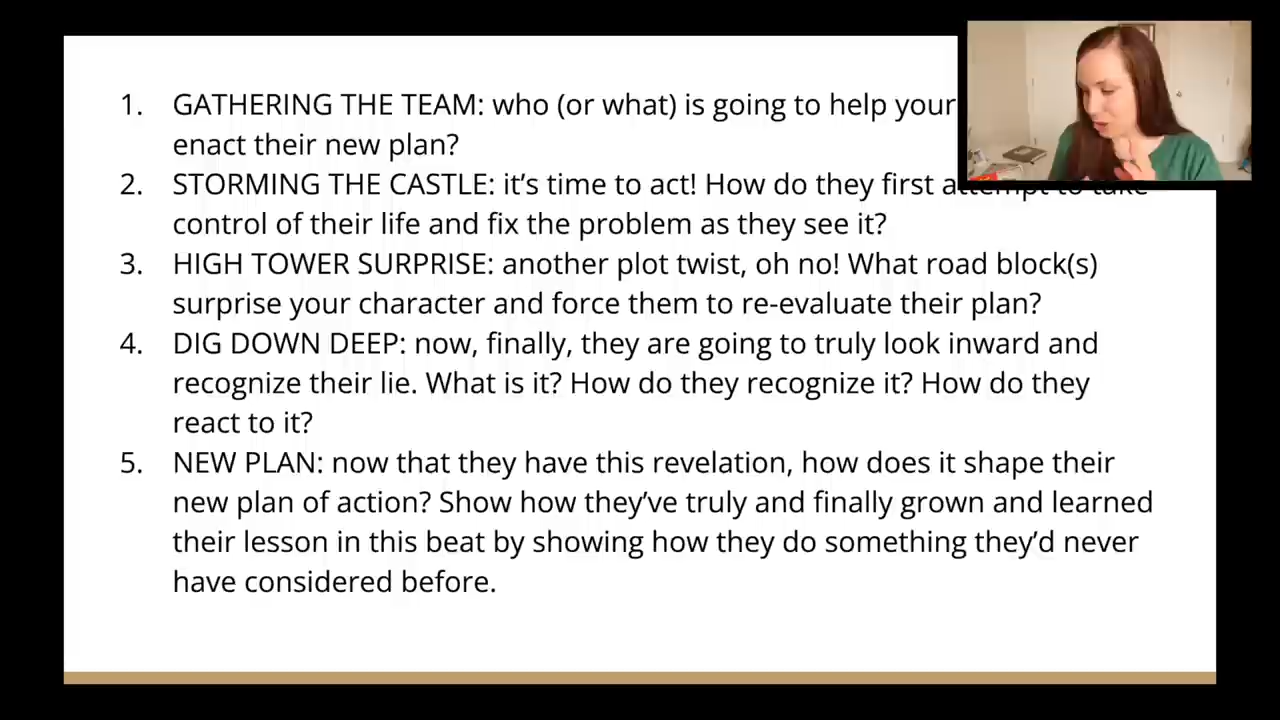 1. GATHERING THE TEAM: who (or what) is going to help your
enact their new plan?
2. STORMING THE CASTLE: it’s time to act! How do they first attempt to take
control of their life and fix the problem as they see it?
3. HIGH TOWER SURPRISE: another plot twist, oh no! What road block(s)
surprise your character and force them to re-evaluate their plan?
4. DIG DOWN DEEP: now, finally, they are going to truly look inward and
recognize their lie. What is it? How do they recognize it? How do they
react to it?
5. NEW PLAN: now that they have this revelation, how does it shape their
new plan of action? Show how they’ve truly and finally grown and learned
their lesson in this beat by showing how they do something they’d never
have considered before.